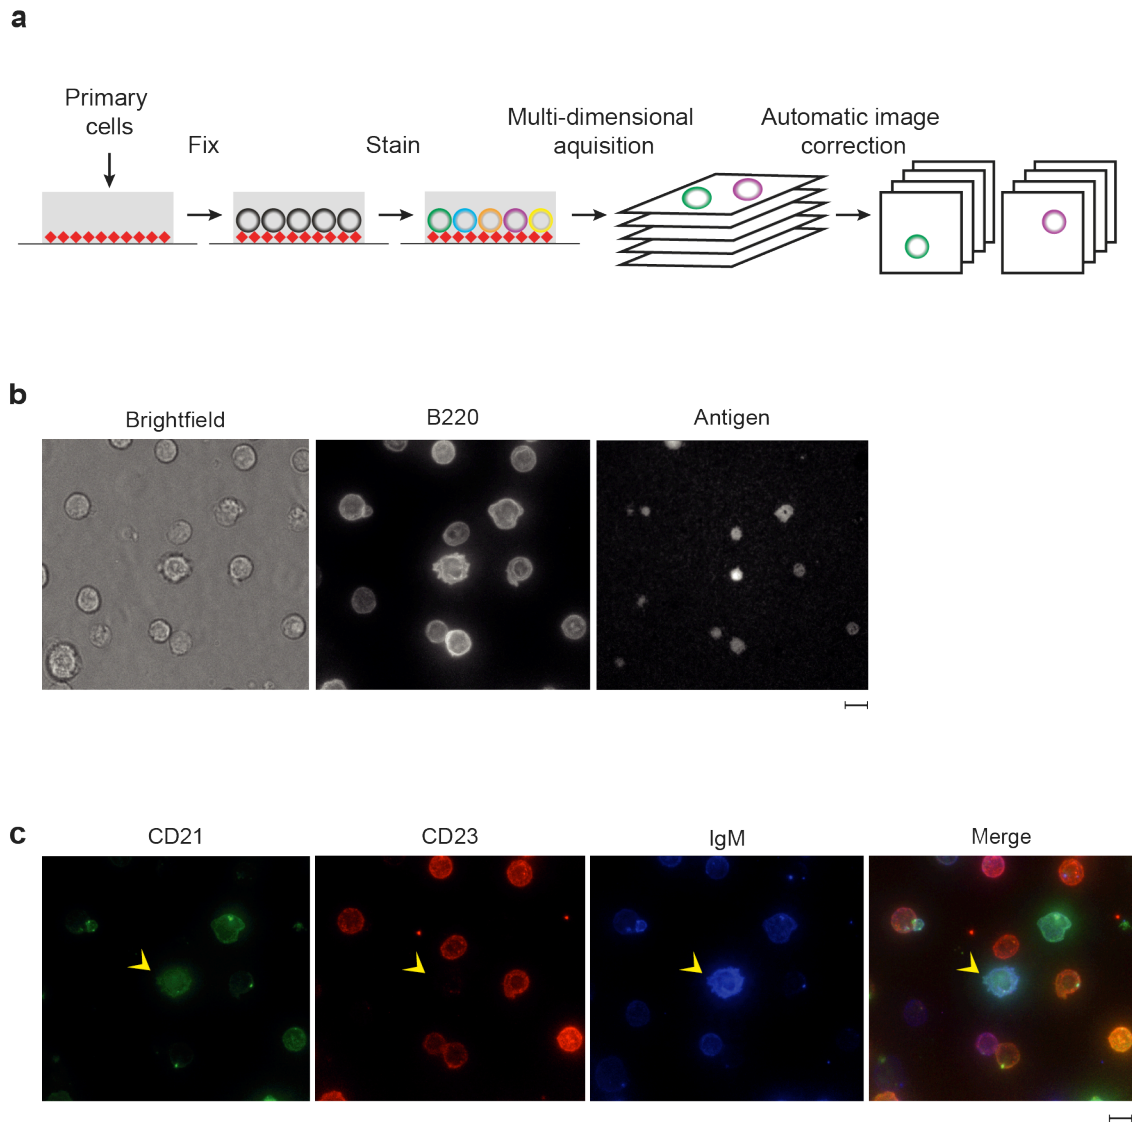 a
Primary
cells
Fix
Stain
Multi-dimensional
aquisition
Automatic image
correction
b
Brightfield
B220
Antigen
c
CD21
CD23
IgM
Merge